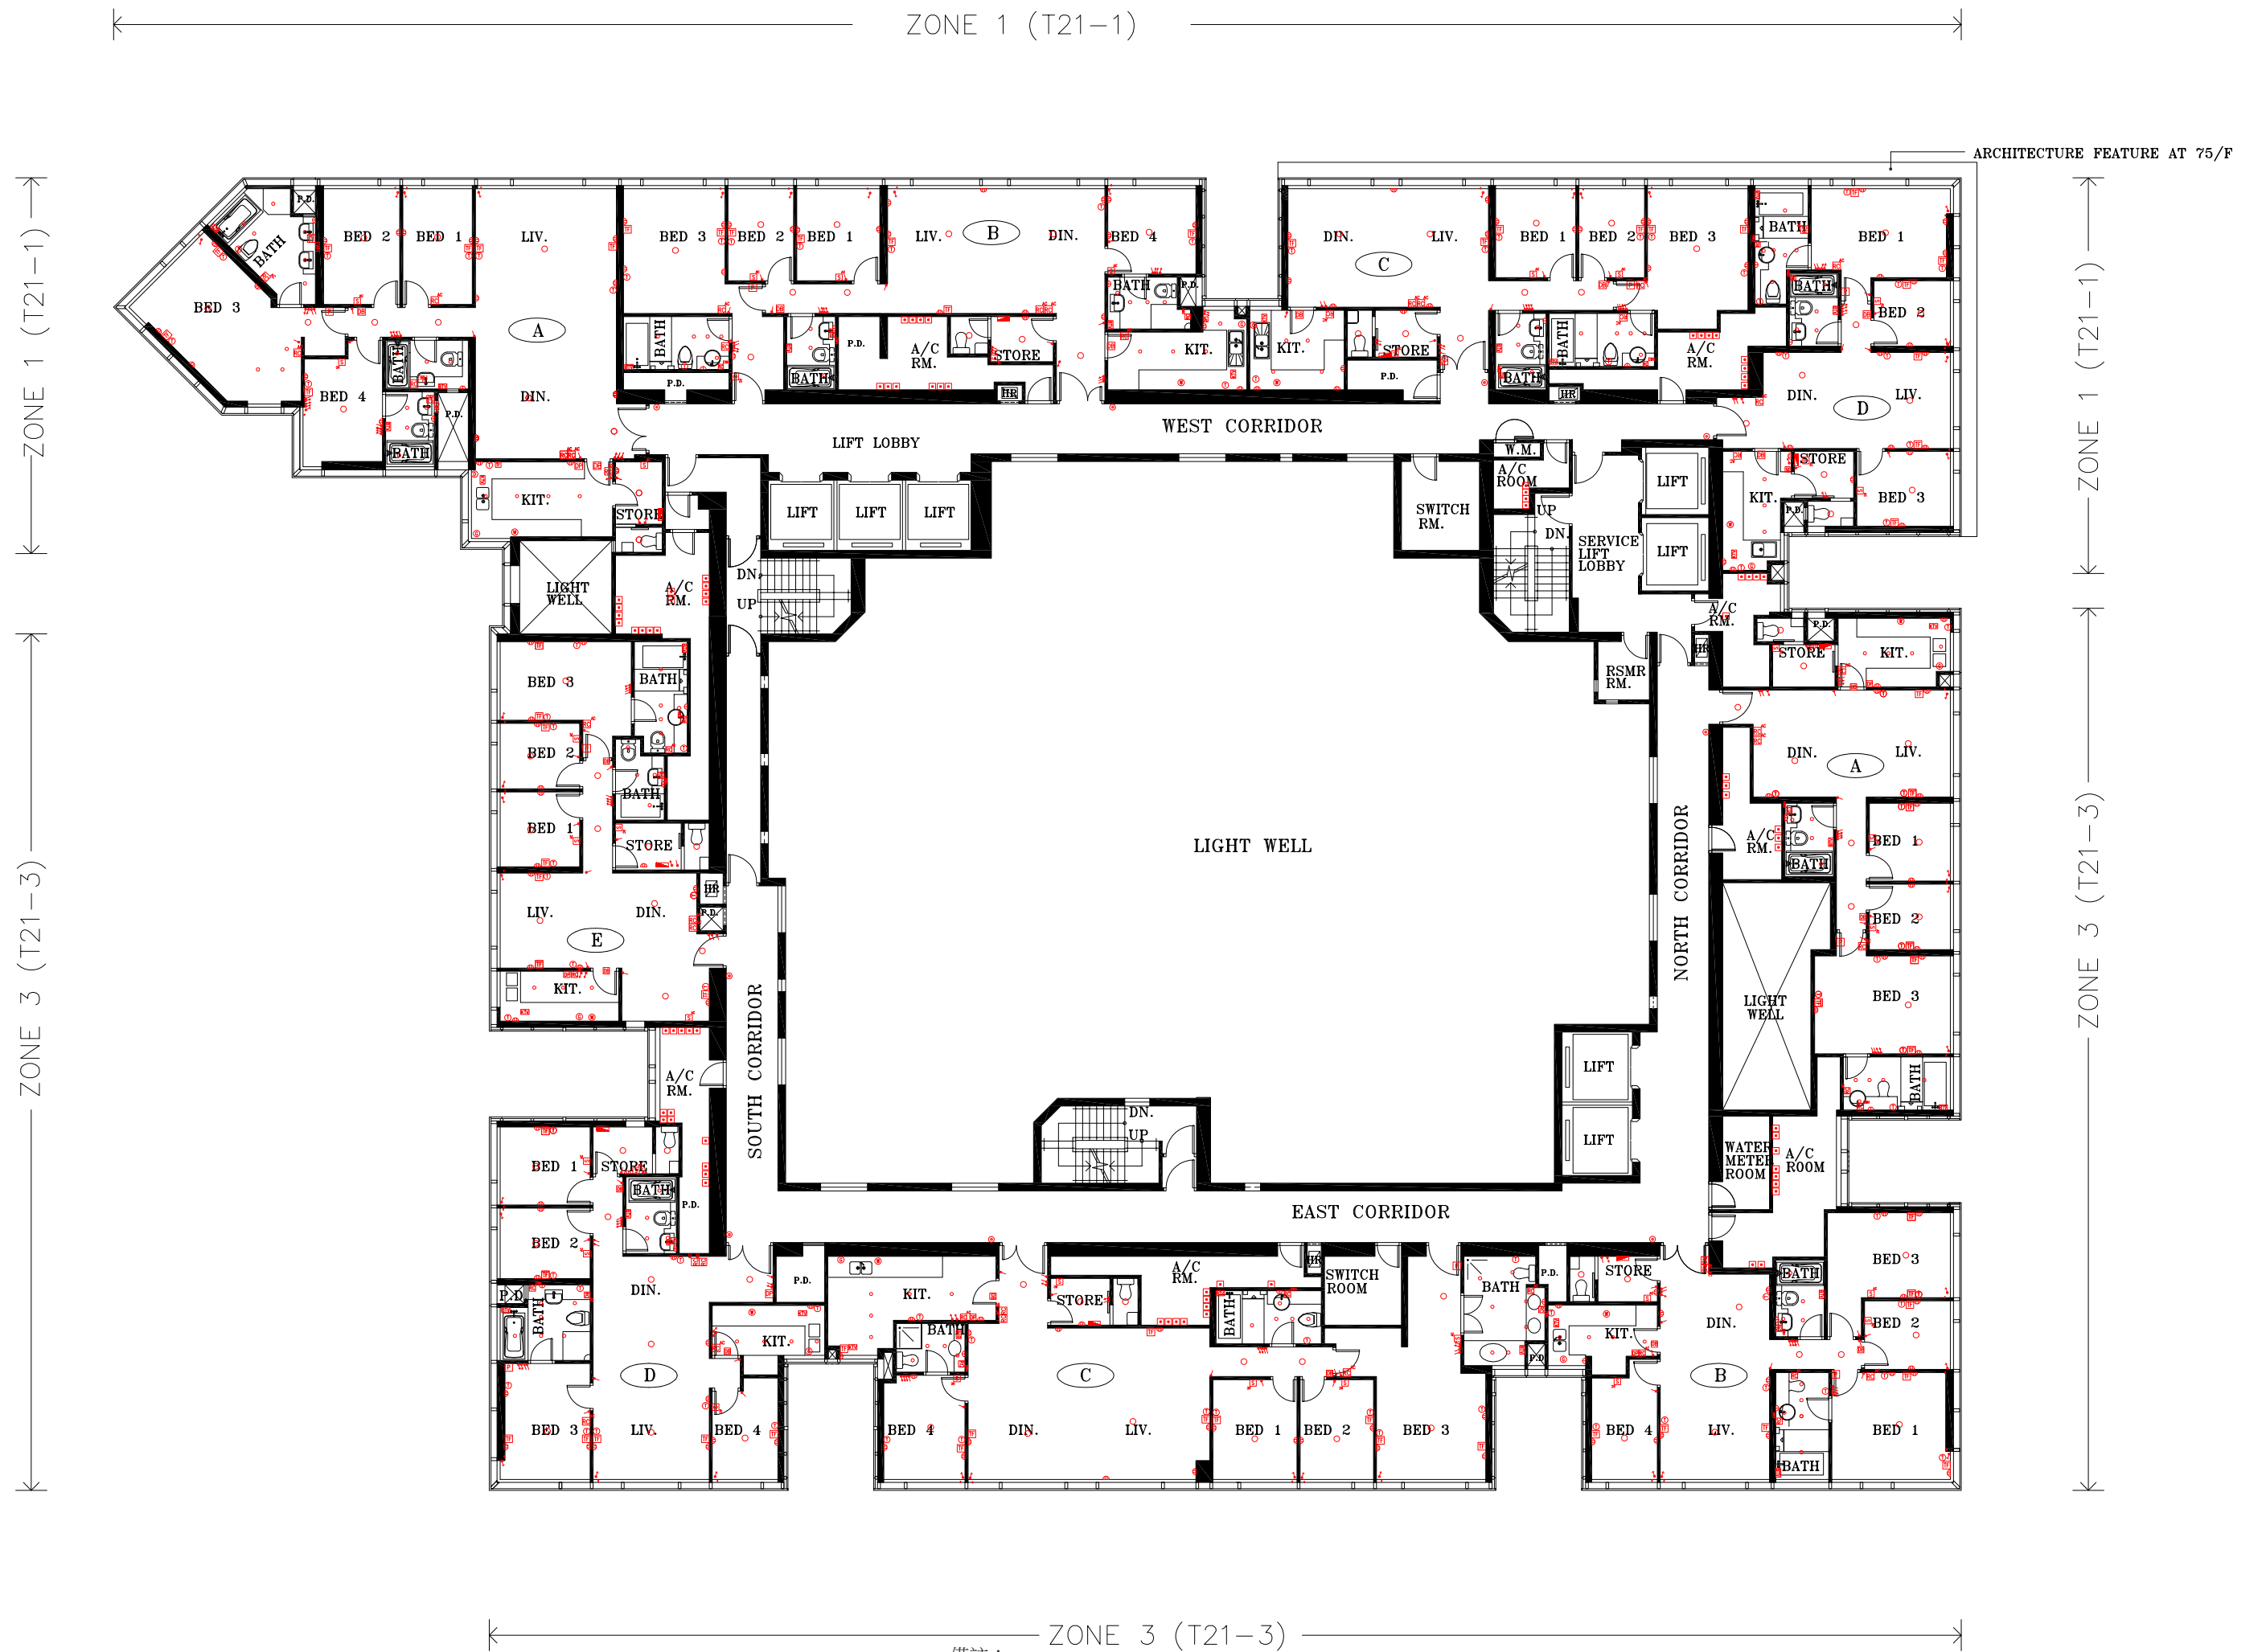 ZONE 1 (T21-1)
ARCHITECTURE FEATURE AT 75/F
ZONE 1 (T21-1)
ZONE 1 (T21-1)
P.D.
BATH
BED 2
BED 1
LIV.
BED 3
BED 2
BED 1
LIV.
B
DIN.
BED 4
DIN.
LIV.
C
BED 1
BED 2
BED 3
BATH
BED 1
BED 3
A
BATH
P.D.
BATH
BED 2
BATH
P.D.
A/C
RM.
STORE
KIT.
KIT.
STORE
BATH
A/C
RM.
BATH
P.D.
BATH
P.D.
BATH
DIN.
LIV.
D
BED 4
DIN.
P.D.
BATH
HR
HR
LIFT LOBBY
WEST CORRIDOR
W.M.
A/C
ROOM
STORE
KIT.
BED 3
P.D.
KIT.
STORE
LIFT
LIFT
LIFT
SWITCH
RM.
UP
DN.
SERVICE
LIFT
LOBBY
LIFT
LIFT
LIGHT
WELL
A/C
RM.
DN.
UP
A/C
RM.
HR
P.D.
STORE
KIT.
RSMR
RM.
BED 3
BATH
BED 2
BATH
BED 1
STORE
DIN.
LIV.
A
LIGHT WELL
NORTH CORRIDOR
A/C
RM.
BATH
BED 1
BED 2
HR
P.D.
LIV.
DIN.
E
KIT.
BED 3
LIGHT
WELL
BATH
SOUTH CORRIDOR
A/C
RM.
LIFT
LIFT
DN.
UP
WATER
METER
ROOM
A/C
ROOM
BED 1
STORE
BATH
P.D.
BED 2
EAST CORRIDOR
BED 3
BATH
DIN.
P.D.
KIT.
A/C
RM.
HR
SWITCH
ROOM
BATH
P.D.
STORE
STORE
BATH
P.D
BATH
KIT.
BATH
KIT.
P.D
DIN.
BED 2
D
C
B
BED 3
LIV.
BED 4
BED 4
DIN.
LIV.
BED 1
BED 2
BED 3
BED 4
LIV.
BED 1
BATH
ZONE 3 (T21-3)
ZONE 3 (T21-3)
ZONE 3 (T21-3)